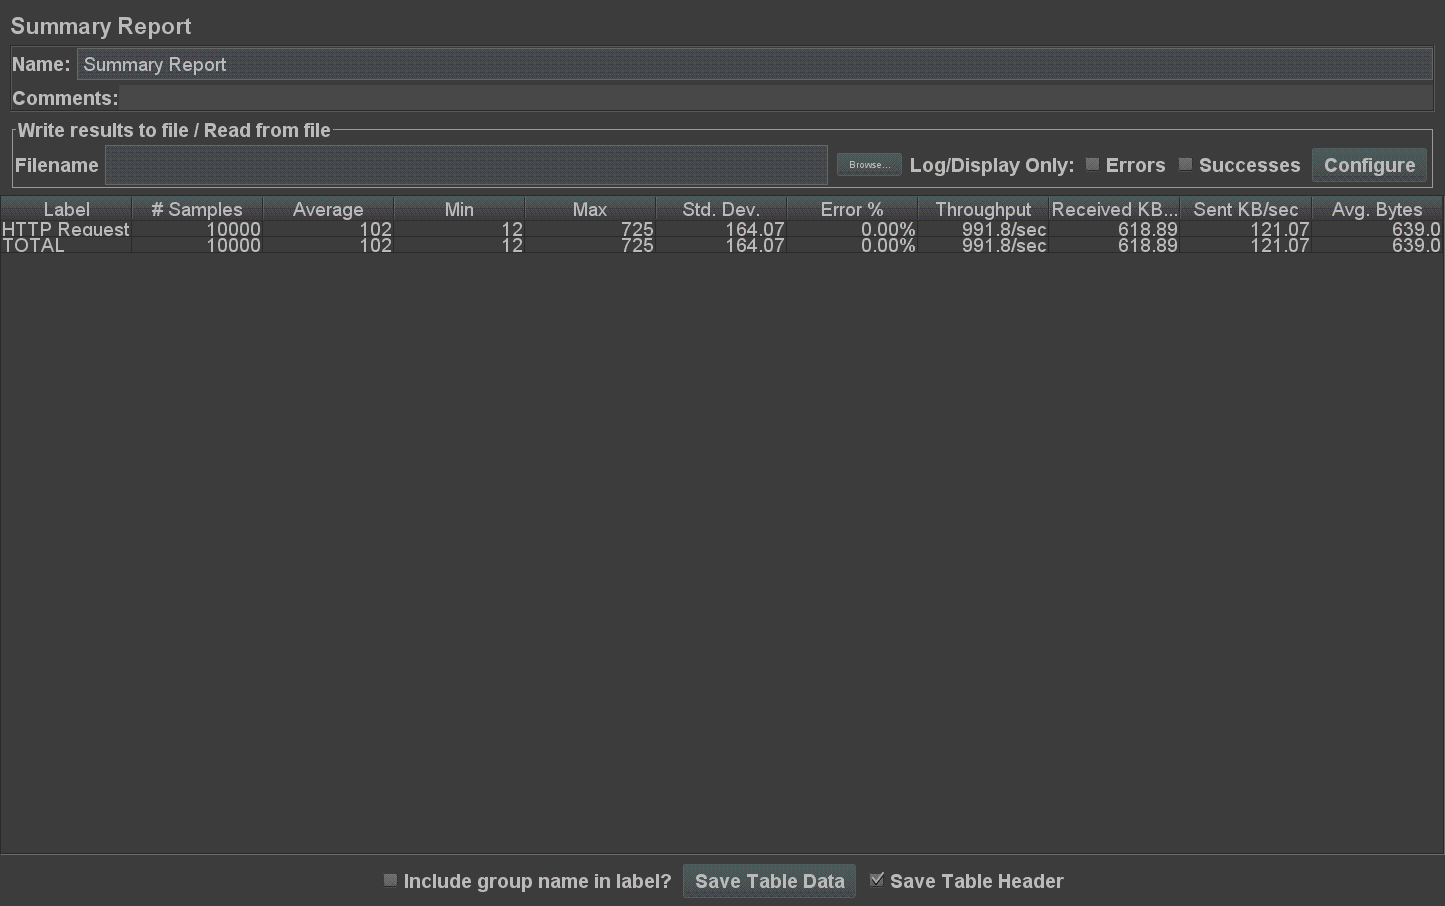 Summary Report
Name: Summary Report
Comments:
Write results to file / Read from file
Filename Browse... Log/Display Only: Errors Successes Configure
Label # Samples Average Min Max Std. Dev. Error % Throughput Received KB... Sent KB/sec Avg. Bytes
HTTP Request 10000 102 12 725 164.07 0.00% 991.8/sec 618.89 121.07 639.0
TOTAL 10000 102 12 725 164.07 0.00% 991.8/sec 618.89 121.07 639.0
Include group name in label? Save Table Data Save Table Header